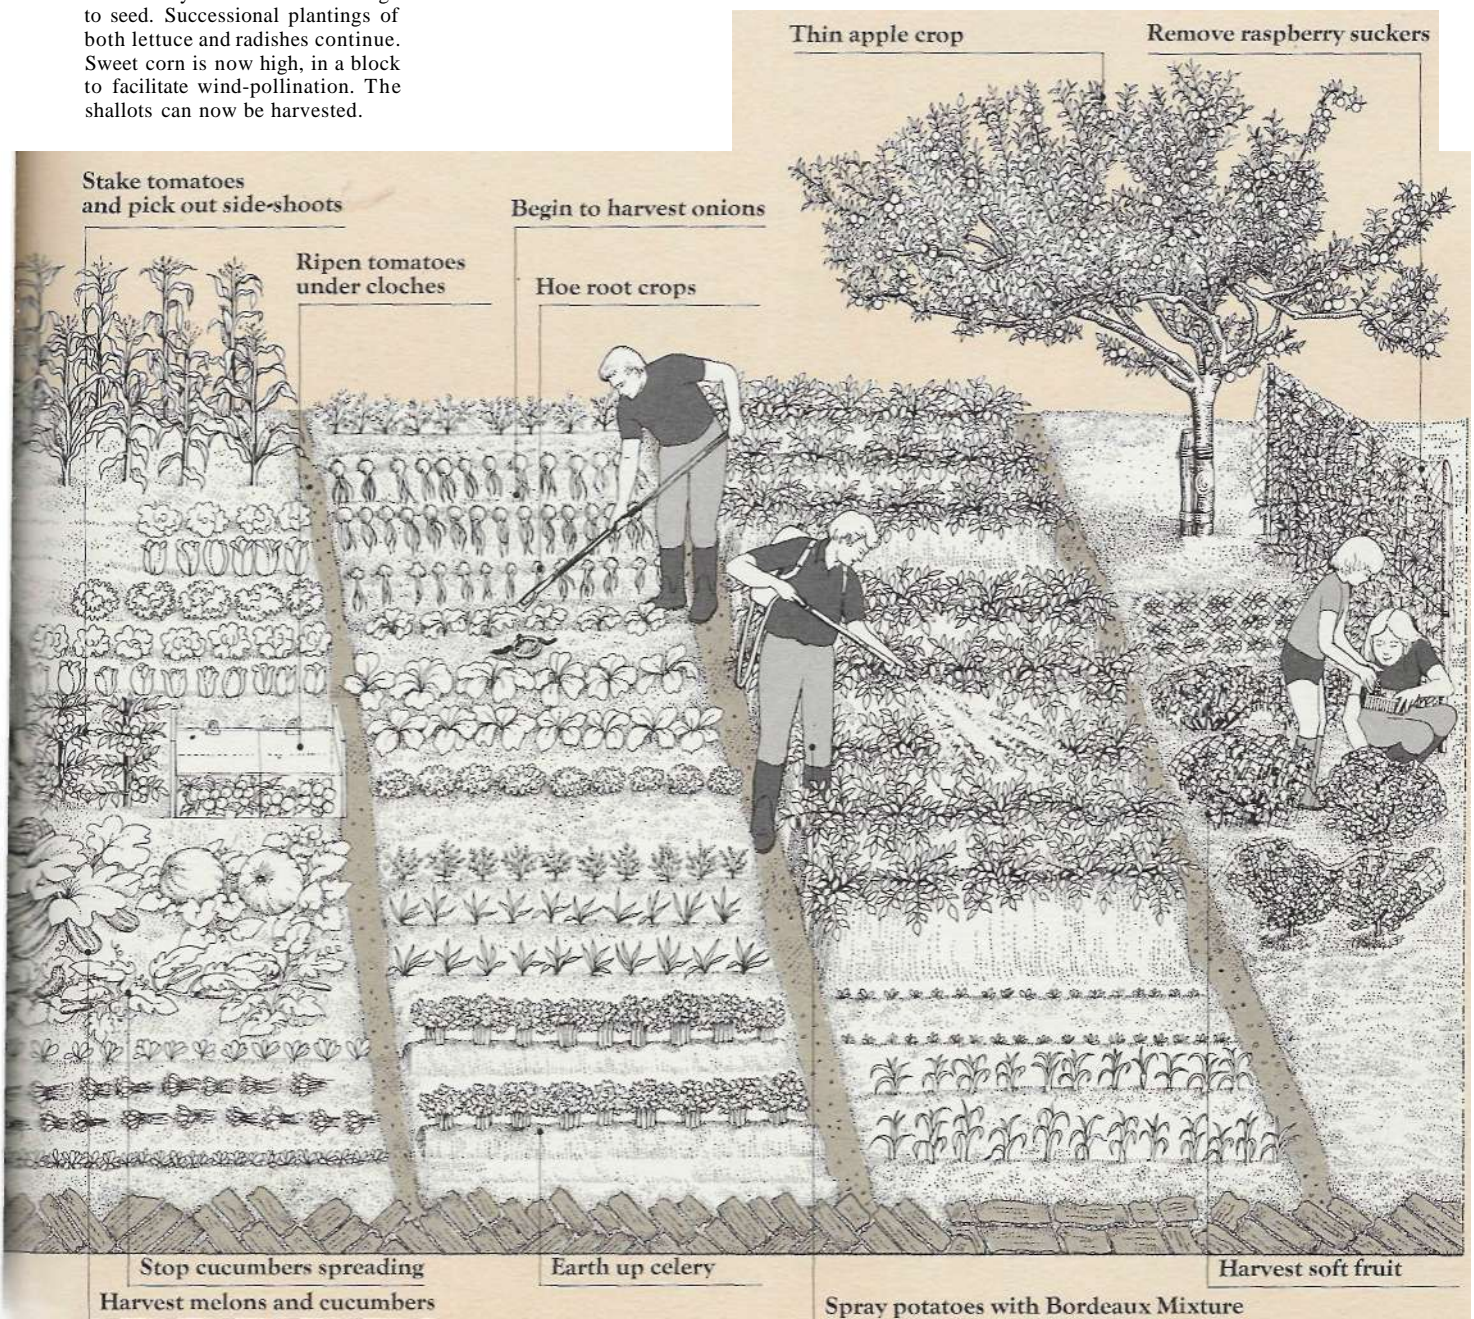 to seed. Successional plantings of
both lettuce and radishes continue.
Sweet corn is now high, in a block
to facilitate wind-pollination. The
shallots can now be harvested.
Thin apple crop
Remove raspberry suckers
Stake tomatoes
and pick out side-shoots
Begin to harvest onions
Ripen tomatoes
under cloches
Hoe root crops
Stop cucumbers spreading
Earth up celery
Harvest soft fruit
Harvest melons and cucumbers
Spray potatoes with Bordeaux Mixture